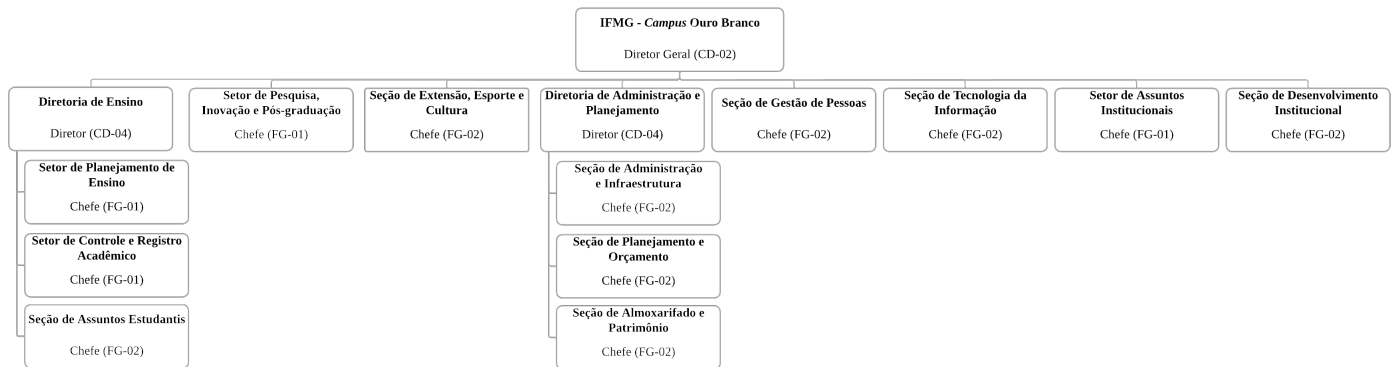 IFMG - Campus Ouro Branco
Diretor Geral (CD-02)
Diretoria de Ensino
Diretor (CD-04)
Setor de Pesquisa,
Inovação e Pós-graduação
Chefe (FG-01)
Seção de Extensão, Esporte e
Cultura
Chefe (FG-02)
Diretoria de Administração e
Planejamento
Diretor (CD-04)
Seção de Gestão de Pessoas
Chefe (FG-02)
Seção de Tecnologia da
Informação
Chefe (FG-02)
Setor de Assuntos
Institucionais
Chefe (FG-01)
Seção de Desenvolvimento
Institucional
Chefe (FG-02)
Setor de Planejamento de
Ensino
Chefe (FG-01)
Setor de Controle e Registro
Acadêmico
Chefe (FG-01)
Seção de Assuntos Estudantis
Chefe (FG-02)
Seção de Administração
e Infraestrutura
Chefe (FG-02)
Seção de Planejamento e
Orçamento
Chefe (FG-02)
Seção de Almoxarifado e
Patrimônio
Chefe (FG-02)